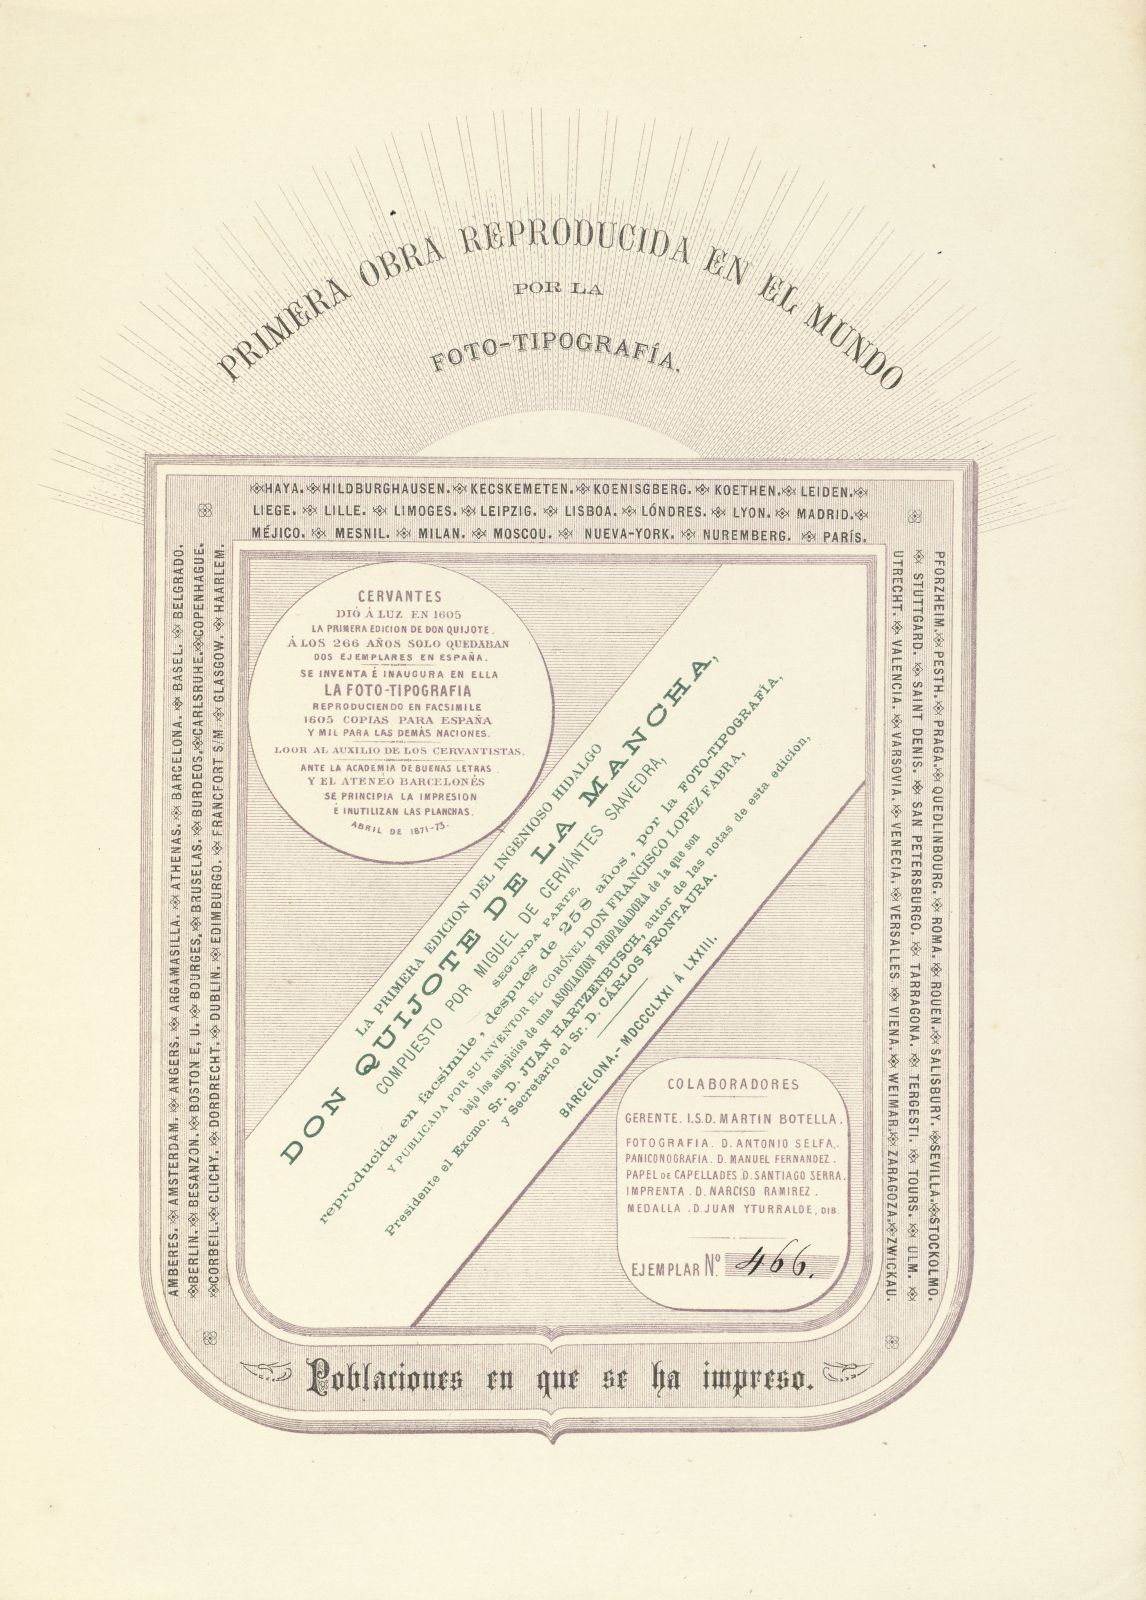 PRIMERA OBRA REPRODUCIDA EN EL MUNDO
POR LA
FOTO-TIPOGRAFÍA.
HAYA. HILDBURGHAUSEN. KECSKEMETEN. KOENISGBERG. KOETHEN. LEIDEN.
LIEGE. LILLE. LIMOGES. LEIPZIG. LISBOA. LÓNDRES. LYON. MADRID.
MÉJICO. MESNIL. MILAN. MOSCOU. NUEVA-YORK. NUREMBERG. PARÍS.
AMBERES. AMSTERDAM. ANGERS. ARGAMASILLA. ATHENAS. BARCELONA. BASEL. BELGRADO.
BERLIN. BESANZON. BOSTON E, U. BOURGES, BRUSELAS. BURDEOS. CARLSRUHE. COPENHAGUE.
CORBEIL. CLICHY. DORDRECHT. DUBLIN. EDIMBURGO. FRANCFORT S/M. GLASGOW. HAARLEM.
PFORZHEIM. PESTH. PRAGA. QUEDLINBOURG. ROMA. ROUEN. SALISBURY. SEVILLA. STOCKOLMO.
STUTTGARD. SAINT DENIS. SAN PETERSBURGO. TARRAGONA. TERGESTI. TOURS. ULM.
UTRECHT. VALENCIA. VARSOVIA. VENECIA. VERSALLES VIENA. WEIMAR. ZARAGOZA. ZWICKAU.
CERVANTES
DIÓ Á LUZ EN 1605
LA PRIMERA EDICION DE DON QUIJOTE.
Á LOS 266 AÑOS SOLO QUEDABAN
DOS EJEMPLARES EN ESPAÑA.
SE INVENTA É INAUGURA EN ELLA
LA FOTO-TIPOGRAFIA
REPRODUCIENDO EN FACSIMILE
1605 COPIAS PARA ESPAÑA
Y MIL PARA LAS DEMÁS NACIONES.
LOOR AL AUXILIO DE LOS CERVANTISTAS.
ANTE LA ACADEMIA DE BUENAS LETRAS
Y EL ATENÉO BARCELONÉS
SE PRINCIPIA LA IMPRESION
É INUTILIZAN LAS PLANCHAS.
ABRIL DE 1871-73.
LA PRIMERA EDICION DEL INGENIOSO HIDALGO
DON QUIJOTE DE LA MANCHA,
COMPUESTO POR MIGUEL DE CERVANTES SAAVEDRA,
SEGUNDA PARTE,
reproducida en facsímile, despues de 258 años, por la FOTO-TIPOGRAFÍA,
Y PUBLICADA POR SU INVENTOR EL CORÓNEL DON FRANCISCO LOPEZ FABRA,
bajo los auspicios de una ASOCIACION PROPAGADORA de la que son
Presidente el Excmo. Sr. D. JUAN HARTZENBUSCH, autor de las notas de esta edicion,
y Secretario el Sr. D. CÁRLOS FRONTAURA.
BARCELONA.- MDCCCLXXI Á LXXIII.
COLABORADORES
GERENTE. I.S.D. MARTIN BOTELLA.
FOTOGRAFIA. D. ANTONIO SELFA.
PANICONOGRAFIA. D. MANUEL FERNANDEZ.
PAPEL DE CAPELLADES D. SANTIAGO SERRA.
IMPRENTA. D. NARCISO RAMIREZ.
MEDALLA. D. JUAN YTURRALDE, DIB.
EJEMPLAR Nº 466.
Poblaciones en que se ha impreso.